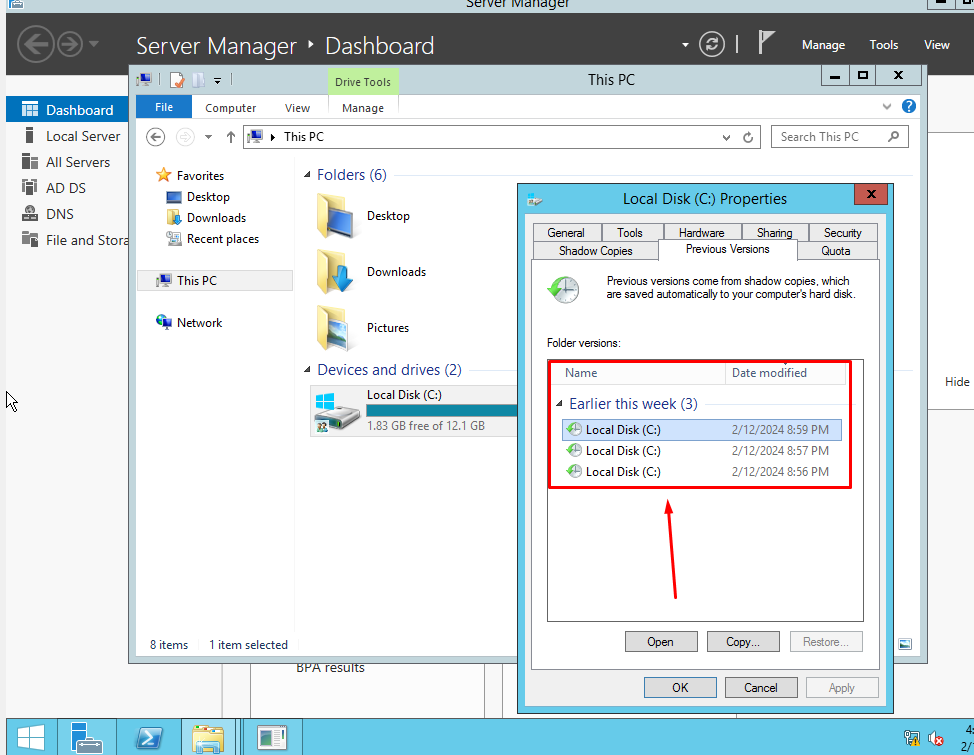 Server Manager
Server Manager ‣ Dashboard
Manage Tools View
Drive Tools
This PC
File Computer View Manage
This PC
Search This PC
Dashboard
Local Server
All Servers
AD DS
DNS
File and Stora
Favorites
Desktop
Downloads
Recent places
This PC
Network
Folders (6)
Desktop
Downloads
Pictures
Devices and drives (2)
Local Disk (C:)
1.83 GB free of 12.1 GB
8 items 1 item selected
BPA results
Hide
Local Disk (C:) Properties
General Tools Hardware Sharing Security
Shadow Copies Previous Versions Quota
Previous versions come from shadow copies, which
are saved automatically to your computer's hard disk.
Folder versions:
Name Date modified
Earlier this week (3)
Local Disk (C:) 2/12/2024 8:59 PM
Local Disk (C:) 2/12/2024 8:57 PM
Local Disk (C:) 2/12/2024 8:56 PM
Open Copy... Restore...
OK Cancel Apply